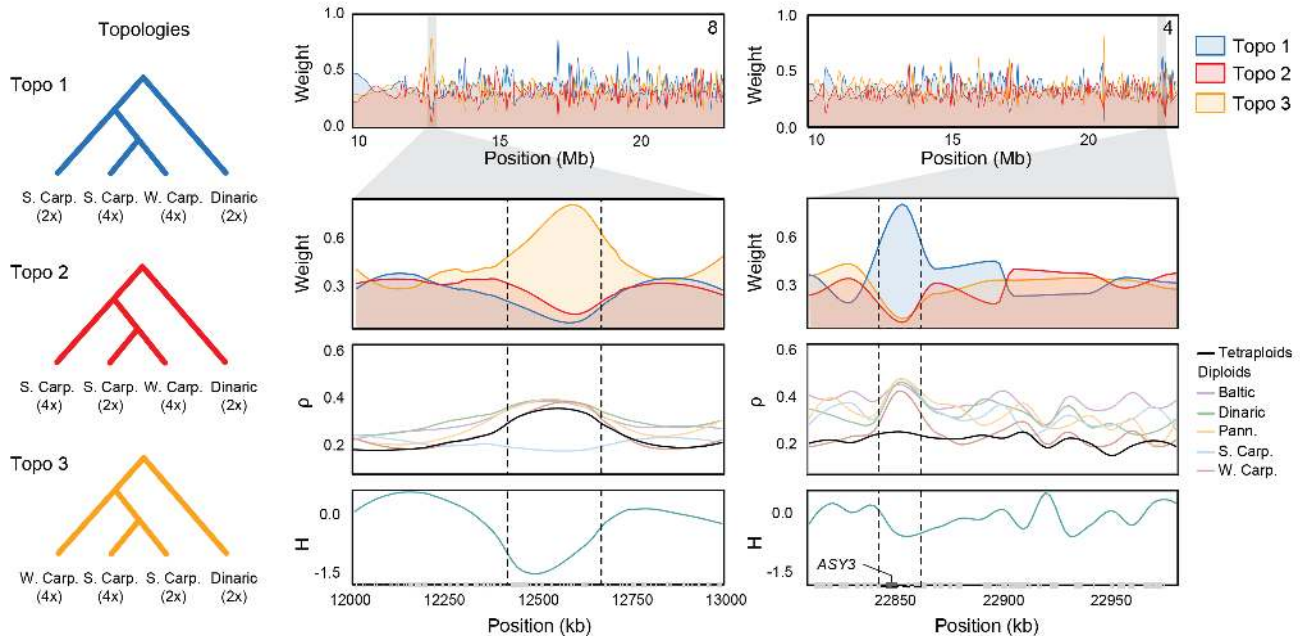 Topologies
Topo 1
S. Carp. S. Carp. W. Carp. Dinaric
(2x) (4x) (4x) (2x)
Topo 2
S. Carp. S. Carp. W. Carp. Dinaric
(4x) (2x) (4x) (2x)
Topo 3
W. Carp. S. Carp. S. Carp. Dinaric
(4x) (4x) (2x) (2x)
1.0
0.5
0.0
Weight
8
10 15 20
Position (Mb)
1.0
0.5
0.0
Weight
4
10 15 20
Position (Mb)
Topo 1
Topo 2
Topo 3
Weight
0.6
0.3
Weight
0.6
0.3
ρ
0.6
0.4
0.2
ρ
0.6
0.4
0.2
Tetraploids
Diploids
Baltic
Dinaric
Pann.
S. Carp.
W. Carp.
H
0.0
-1.5
12000 12250 12500 12750 13000
Position (kb)
H
0.0
-1.5
ASY3
22850 22900 22950
Position (kb)